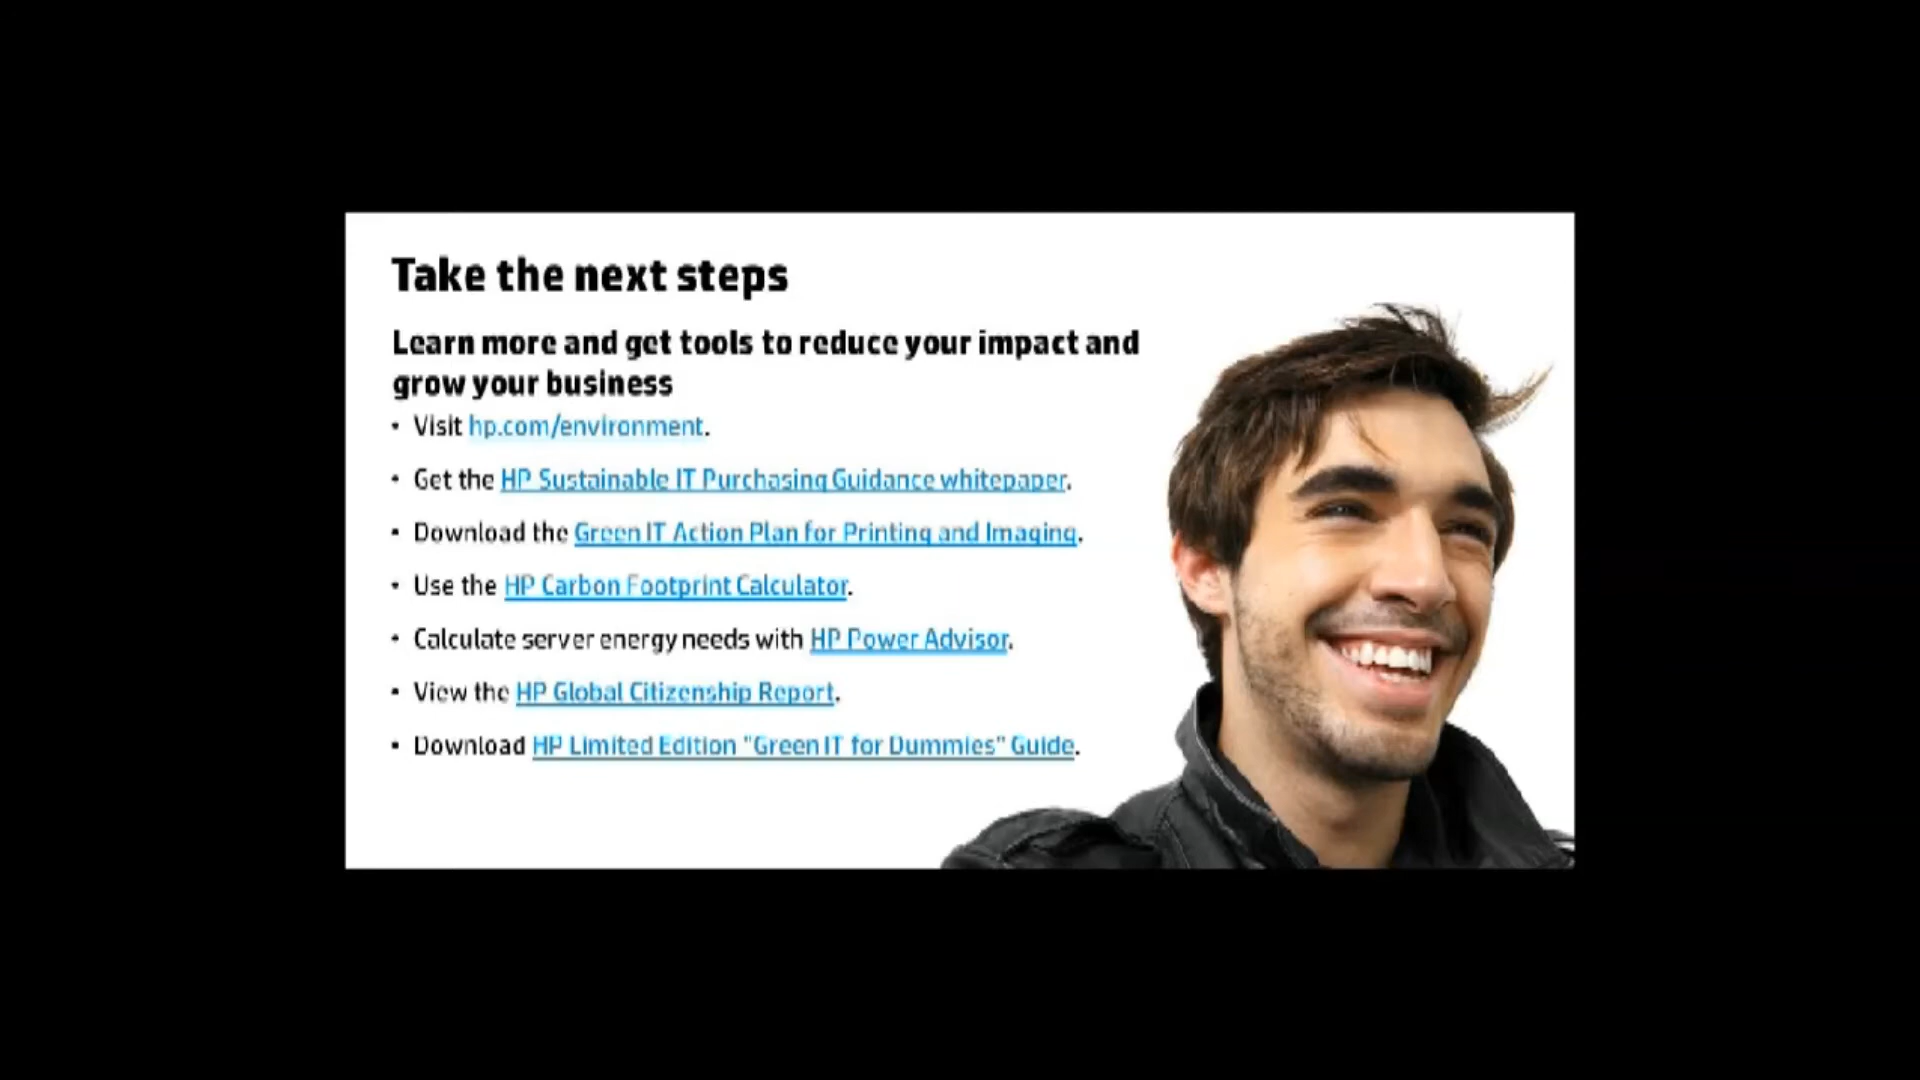 Take the next steps
Learn more and get tools to reduce your impact and
grow your business
• Visit hp.com/environment.
• Get the HP Sustainable IT Purchasing Guidance whitepaper.
• Download the Green IT Action Plan for Printing and Imaging.
• Use the HP Carbon Footprint Calculator.
• Calculate server energy needs with HP Power Advisor.
• View the HP Global Citizenship Report.
• Download HP Limited Edition "Green IT for Dummies" Guide.